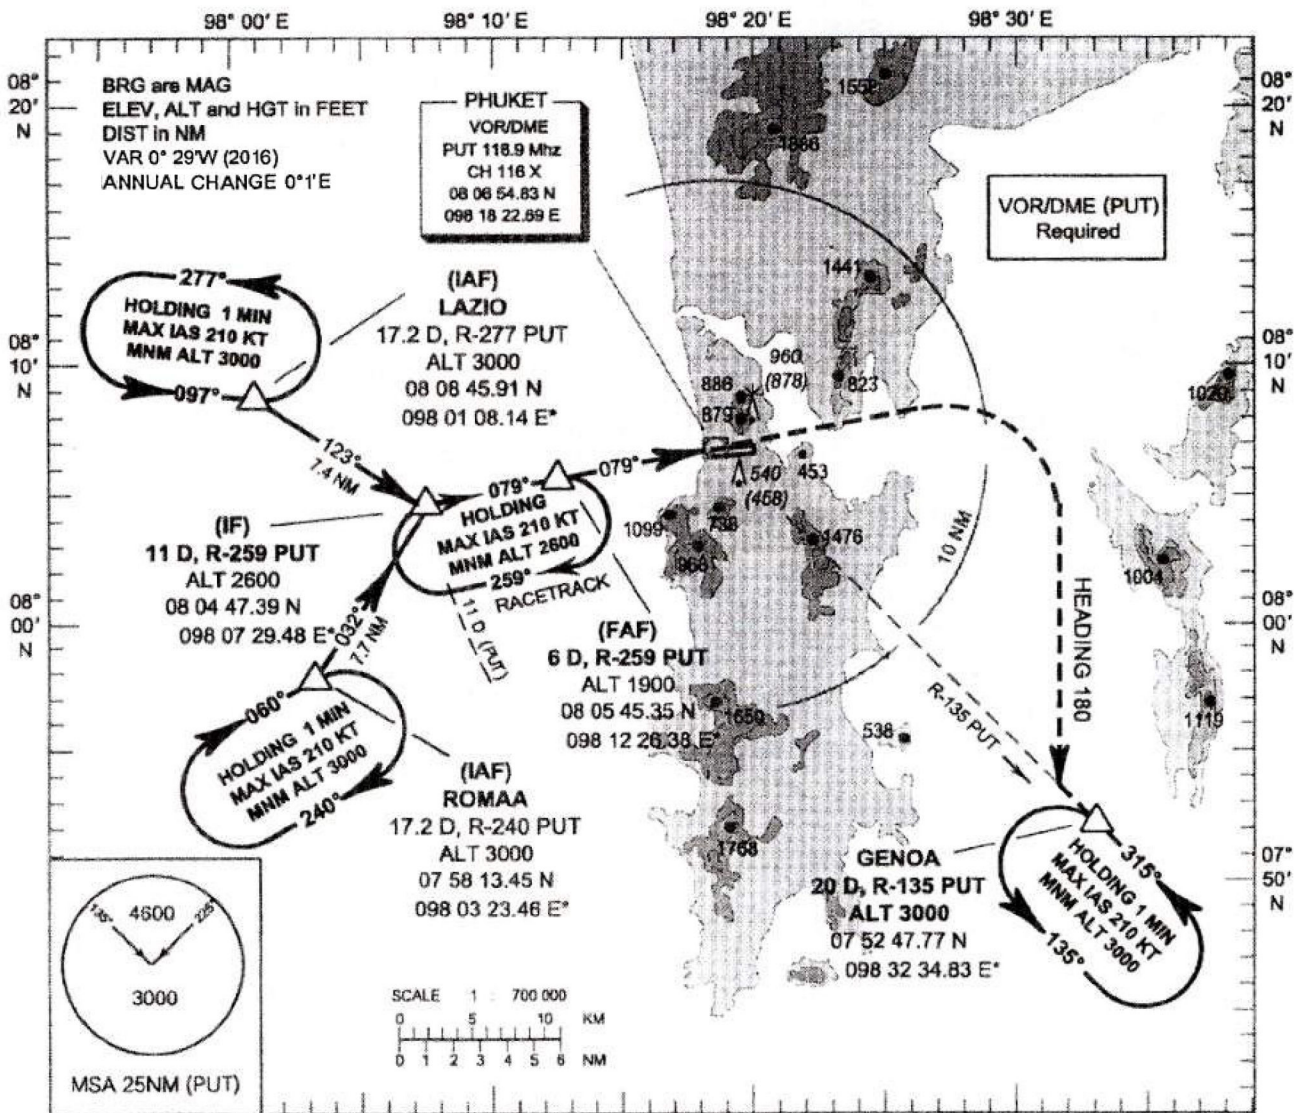 98° 00' E
98° 10' E
98° 20' E
98° 30' E
08°
20'
N
08°
20'
N
BRG are MAG
ELEV, ALT and HGT in FEET
DIST in NM
VAR 0° 29'W (2016)
ANNUAL CHANGE 0°1'E
PHUKET
VOR/DME
PUT 116.9 Mhz
CH 116 X
08 06 54.83 N
098 18 22.69 E
VOR/DME (PUT)
Required
1552
1866
1441
277°
HOLDING 1 MIN
MAX IAS 210 KT
MNM ALT 3000
097°
(IAF)
LAZIO
17.2 D, R-277 PUT
ALT 3000
08 08 45.91 N
098 01 08.14 E*
08°
10'
N
08°
10'
N
960
(878)
886
879
823
1020
123°
7.4 NM
079°
079°
HOLDING
MAX IAS 210 KT
MNM ALT 2600
259°
RACETRACK
11 D (PUT)
540
(458)
453
1099
738
968
1476
10 NM
1004
(IF)
11 D, R-259 PUT
ALT 2600
08 04 47.39 N
098 07 29.48 E*
08°
00'
N
08°
00'
N
032°
7.7 NM
(FAF)
6 D, R-259 PUT
ALT 1900
08 05 45.35 N
098 12 26.38 E*
HEADING 180
R-135 PUT
060°
HOLDING 1 MIN
MAX IAS 210 KT
MNM ALT 3000
240°
1650
538
1119
(IAF)
ROMAA
17.2 D, R-240 PUT
ALT 3000
07 58 13.45 N
098 03 23.46 E*
1768
GENOA
20 D, R-135 PUT
ALT 3000
07 52 47.77 N
098 32 34.83 E*
315°
HOLDING 1 MIN
MAX IAS 210 KT
MNM ALT 3000
135°
07°
50'
N
135°
4600
225°
3000
MSA 25NM (PUT)
SCALE 1 : 700 000
0 5 10 KM
0 1 2 3 4 5 6 NM